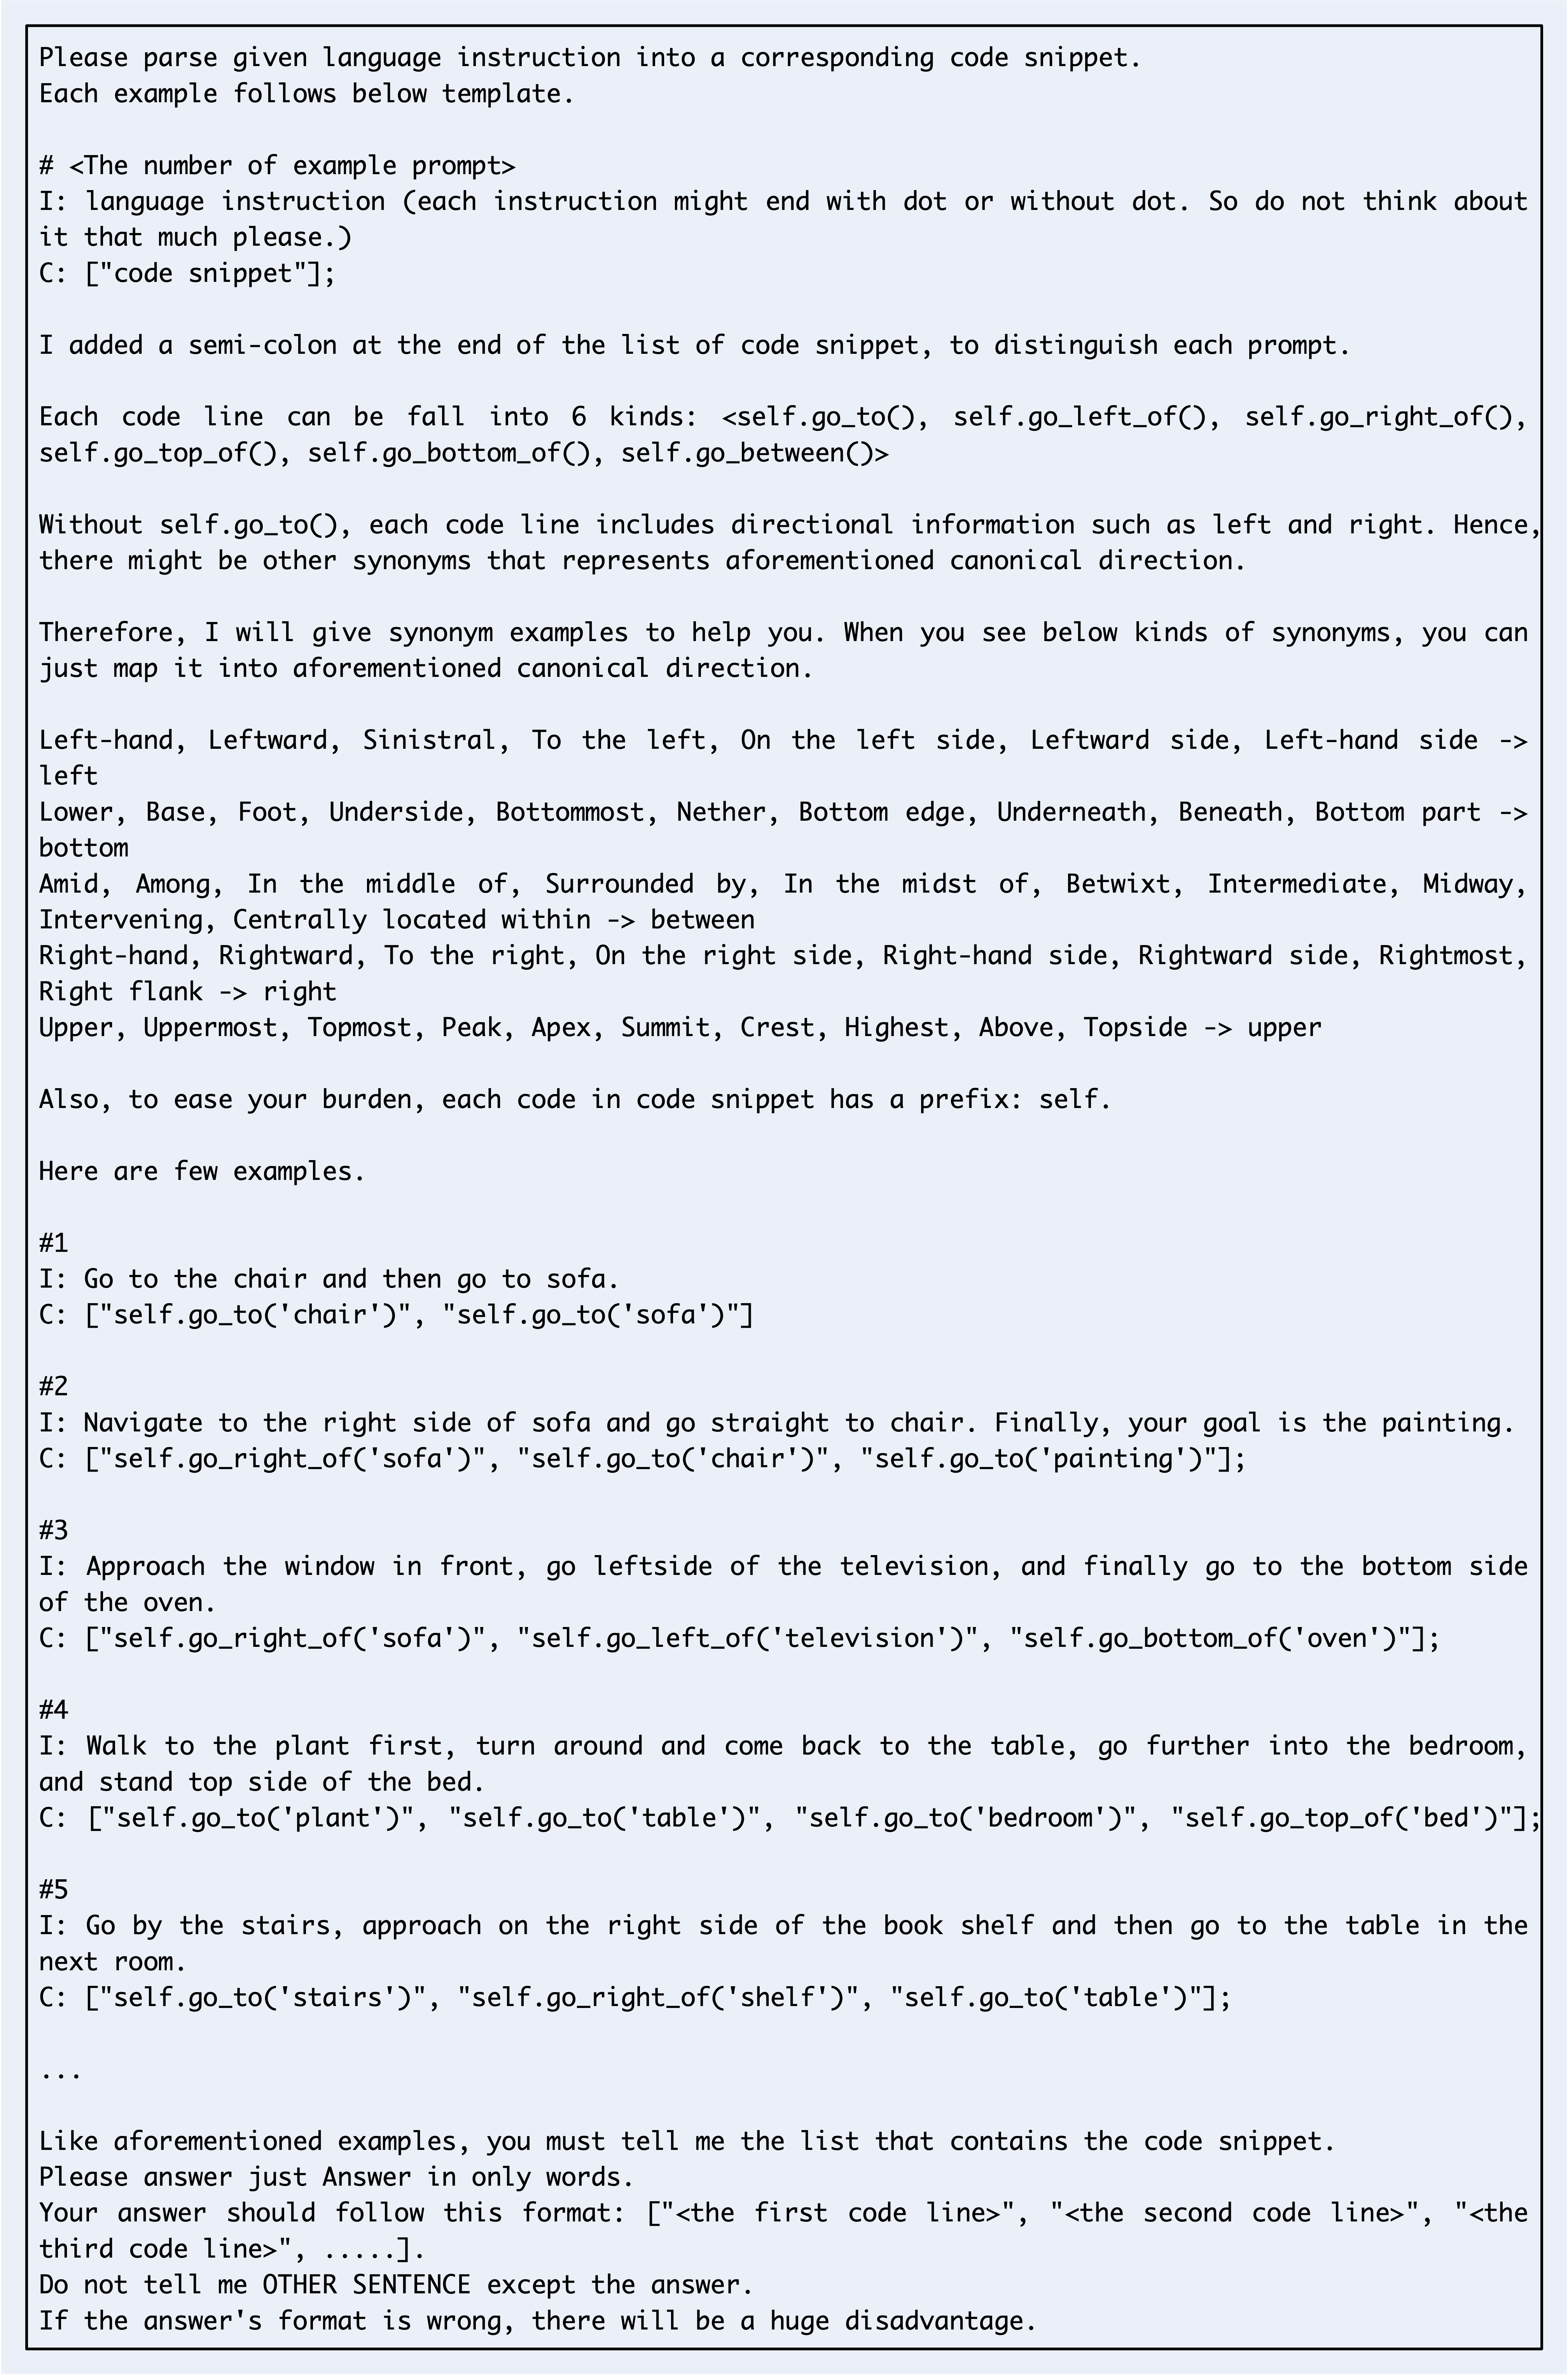 Please parse given language instruction into a corresponding code snippet.
Each example follows below template.
# <The number of example prompt>
I: language instruction (each instruction might end with dot or without dot. So do not think about
it that much please.)
C: ["code snippet"];
I added a semi-colon at the end of the list of code snippet, to distinguish each prompt.
Each code line can be fall into 6 kinds: <self.go_to(), self.go_left_of(), self.go_right_of(),
self.go_top_of(), self.go_bottom_of(), self.go_between()>
Without self.go_to(), each code line includes directional information such as left and right. Hence,
there might be other synonyms that represents aforementioned canonical direction.
Therefore, I will give synonym examples to help you. When you see below kinds of synonyms, you can
just map it into aforementioned canonical direction.
Left-hand, Leftward, Sinistral, To the left, On the left side, Leftward side, Left-hand side ->
left
Lower, Base, Foot, Underside, Bottommost, Nether, Bottom edge, Underneath, Beneath, Bottom part ->
bottom
Amid, Among, In the middle of, Surrounded by, In the midst of, Betwixt, Intermediate, Midway,
Intervening, Centrally located within -> between
Right-hand, Rightward, To the right, On the right side, Right-hand side, Rightward side, Rightmost,
Right flank -> right
Upper, Uppermost, Topmost, Peak, Apex, Summit, Crest, Highest, Above, Topside -> upper
Also, to ease your burden, each code in code snippet has a prefix: self.
Here are few examples.
#1
I: Go to the chair and then go to sofa.
C: ["self.go_to('chair')", "self.go_to('sofa')"]
#2
I: Navigate to the right side of sofa and go straight to chair. Finally, your goal is the painting.
C: ["self.go_right_of('sofa')", "self.go_to('chair')", "self.go_to('painting')"];
#3
I: Approach the window in front, go leftside of the television, and finally go to the bottom side
of the oven.
C: ["self.go_right_of('sofa')", "self.go_left_of('television')", "self.go_bottom_of('oven')"];
#4
I: Walk to the plant first, turn around and come back to the table, go further into the bedroom,
and stand top side of the bed.
C: ["self.go_to('plant')", "self.go_to('table')", "self.go_to('bedroom')", "self.go_top_of('bed')"];
#5
I: Go by the stairs, approach on the right side of the book shelf and then go to the table in the
next room.
C: ["self.go_to('stairs')", "self.go_right_of('shelf')", "self.go_to('table')"];
...
Like aforementioned examples, you must tell me the list that contains the code snippet.
Please answer just Answer in only words.
Your answer should follow this format: ["<the first code line>", "<the second code line>", "<the
third code line>", .....].
Do not tell me OTHER SENTENCE except the answer.
If the answer's format is wrong, there will be a huge disadvantage.